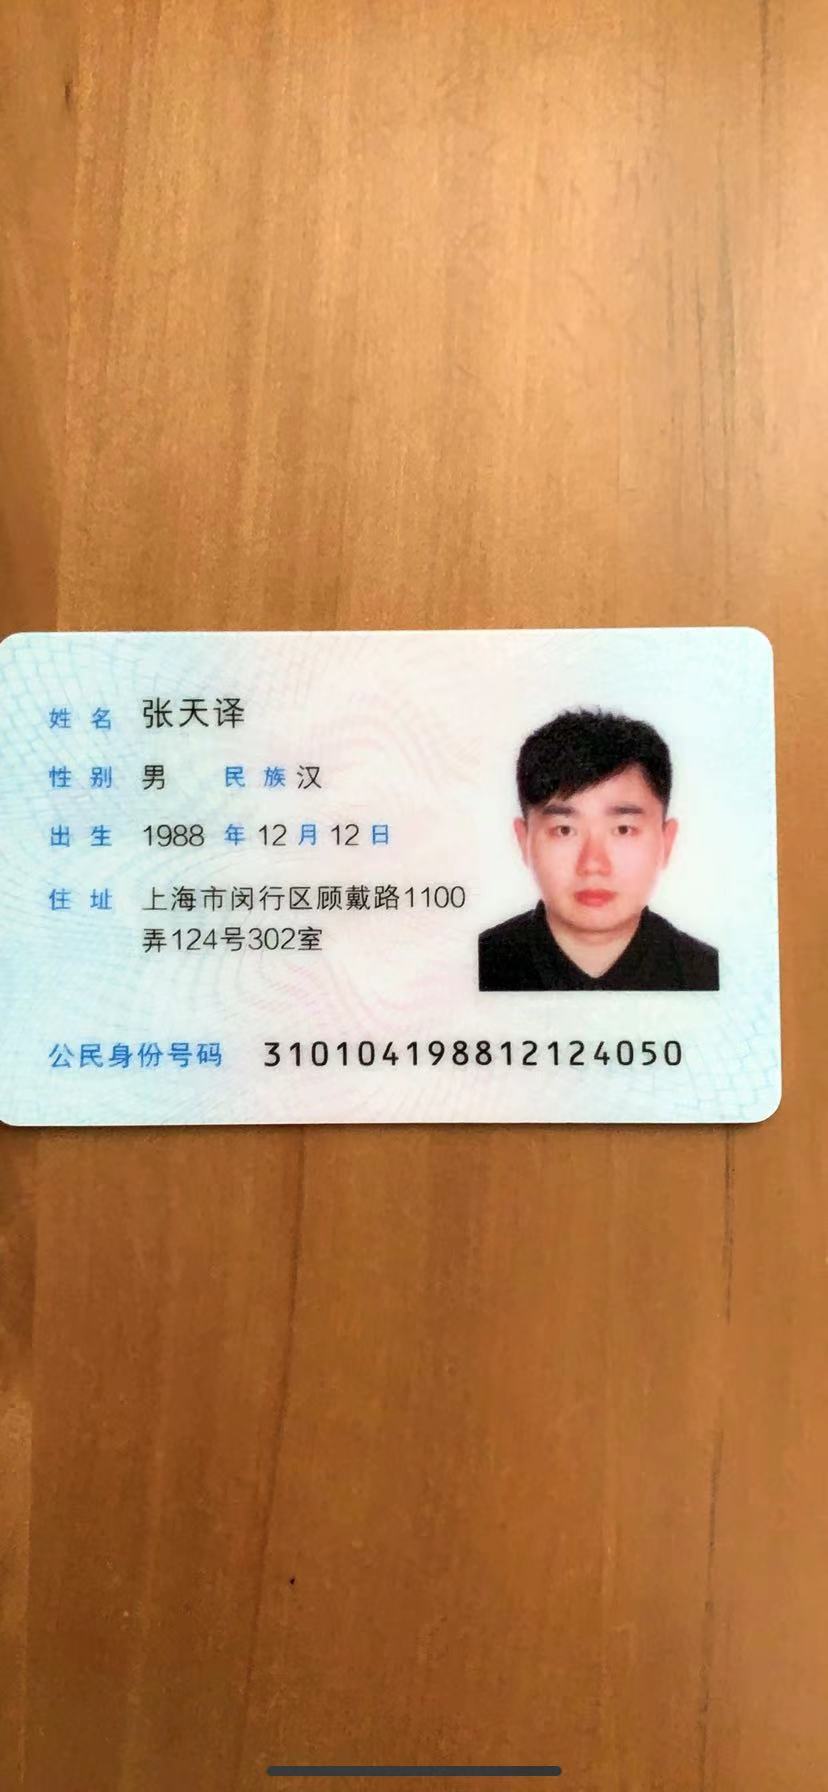 姓名 张天译
性别 男 民族 汉
出生 1988 年 12 月 12 日
住址 上海市闵行区顾戴路1100
弄124号302室
公民身份号码 310104198812124050